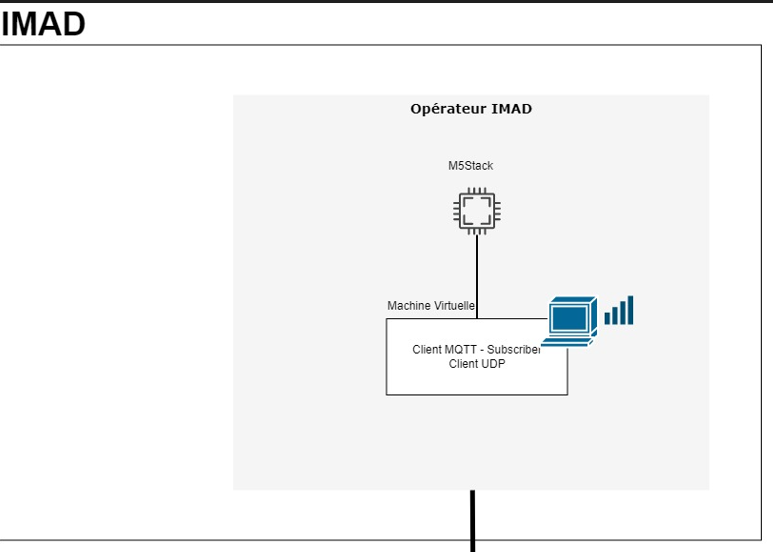 IMAD
Opérateur IMAD
M5Stack
Machine Virtuelle
Client MQTT - Subscriber
Client UDP